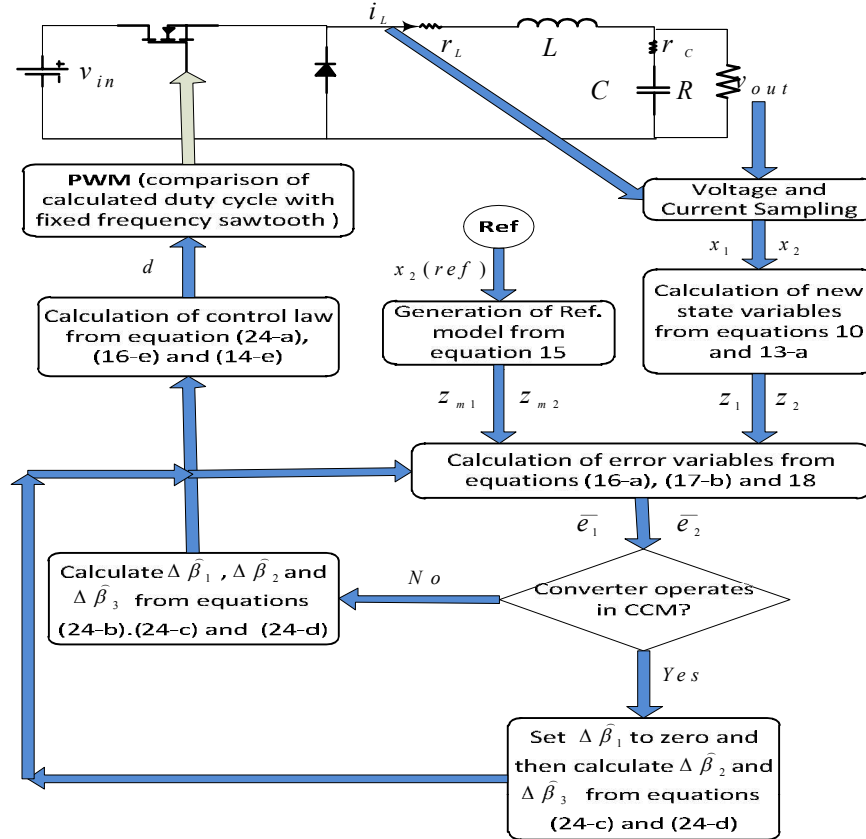 i_L
r_L
L
r_C
v_in
C
R
v_out
PWM (comparison of
calculated duty cycle with
fixed frequency sawtooth )
Voltage and
Current Sampling
Ref
x_1
x_2
d
x_2 (ref)
Calculation of control law
from equation (24-a),
(16-e) and (14-e)
Generation of Ref.
model from
equation 15
Calculation of new
state variables
from equations 10
and 13-a
z_m1
z_m2
z_1
z_2
Calculation of error variables from
equations (16-a), (17-b) and 18
e̅_1
e̅_2
Calculate Δβ̂_1 , Δβ̂_2 and
Δβ̂_3 from equations
(24-b).(24-c) and (24-d)
No
Converter operates
in CCM?
Yes
Set Δβ̂_1 to zero and
then calculate Δβ̂_2 and
Δβ̂_3 from equations
(24-c) and (24-d)